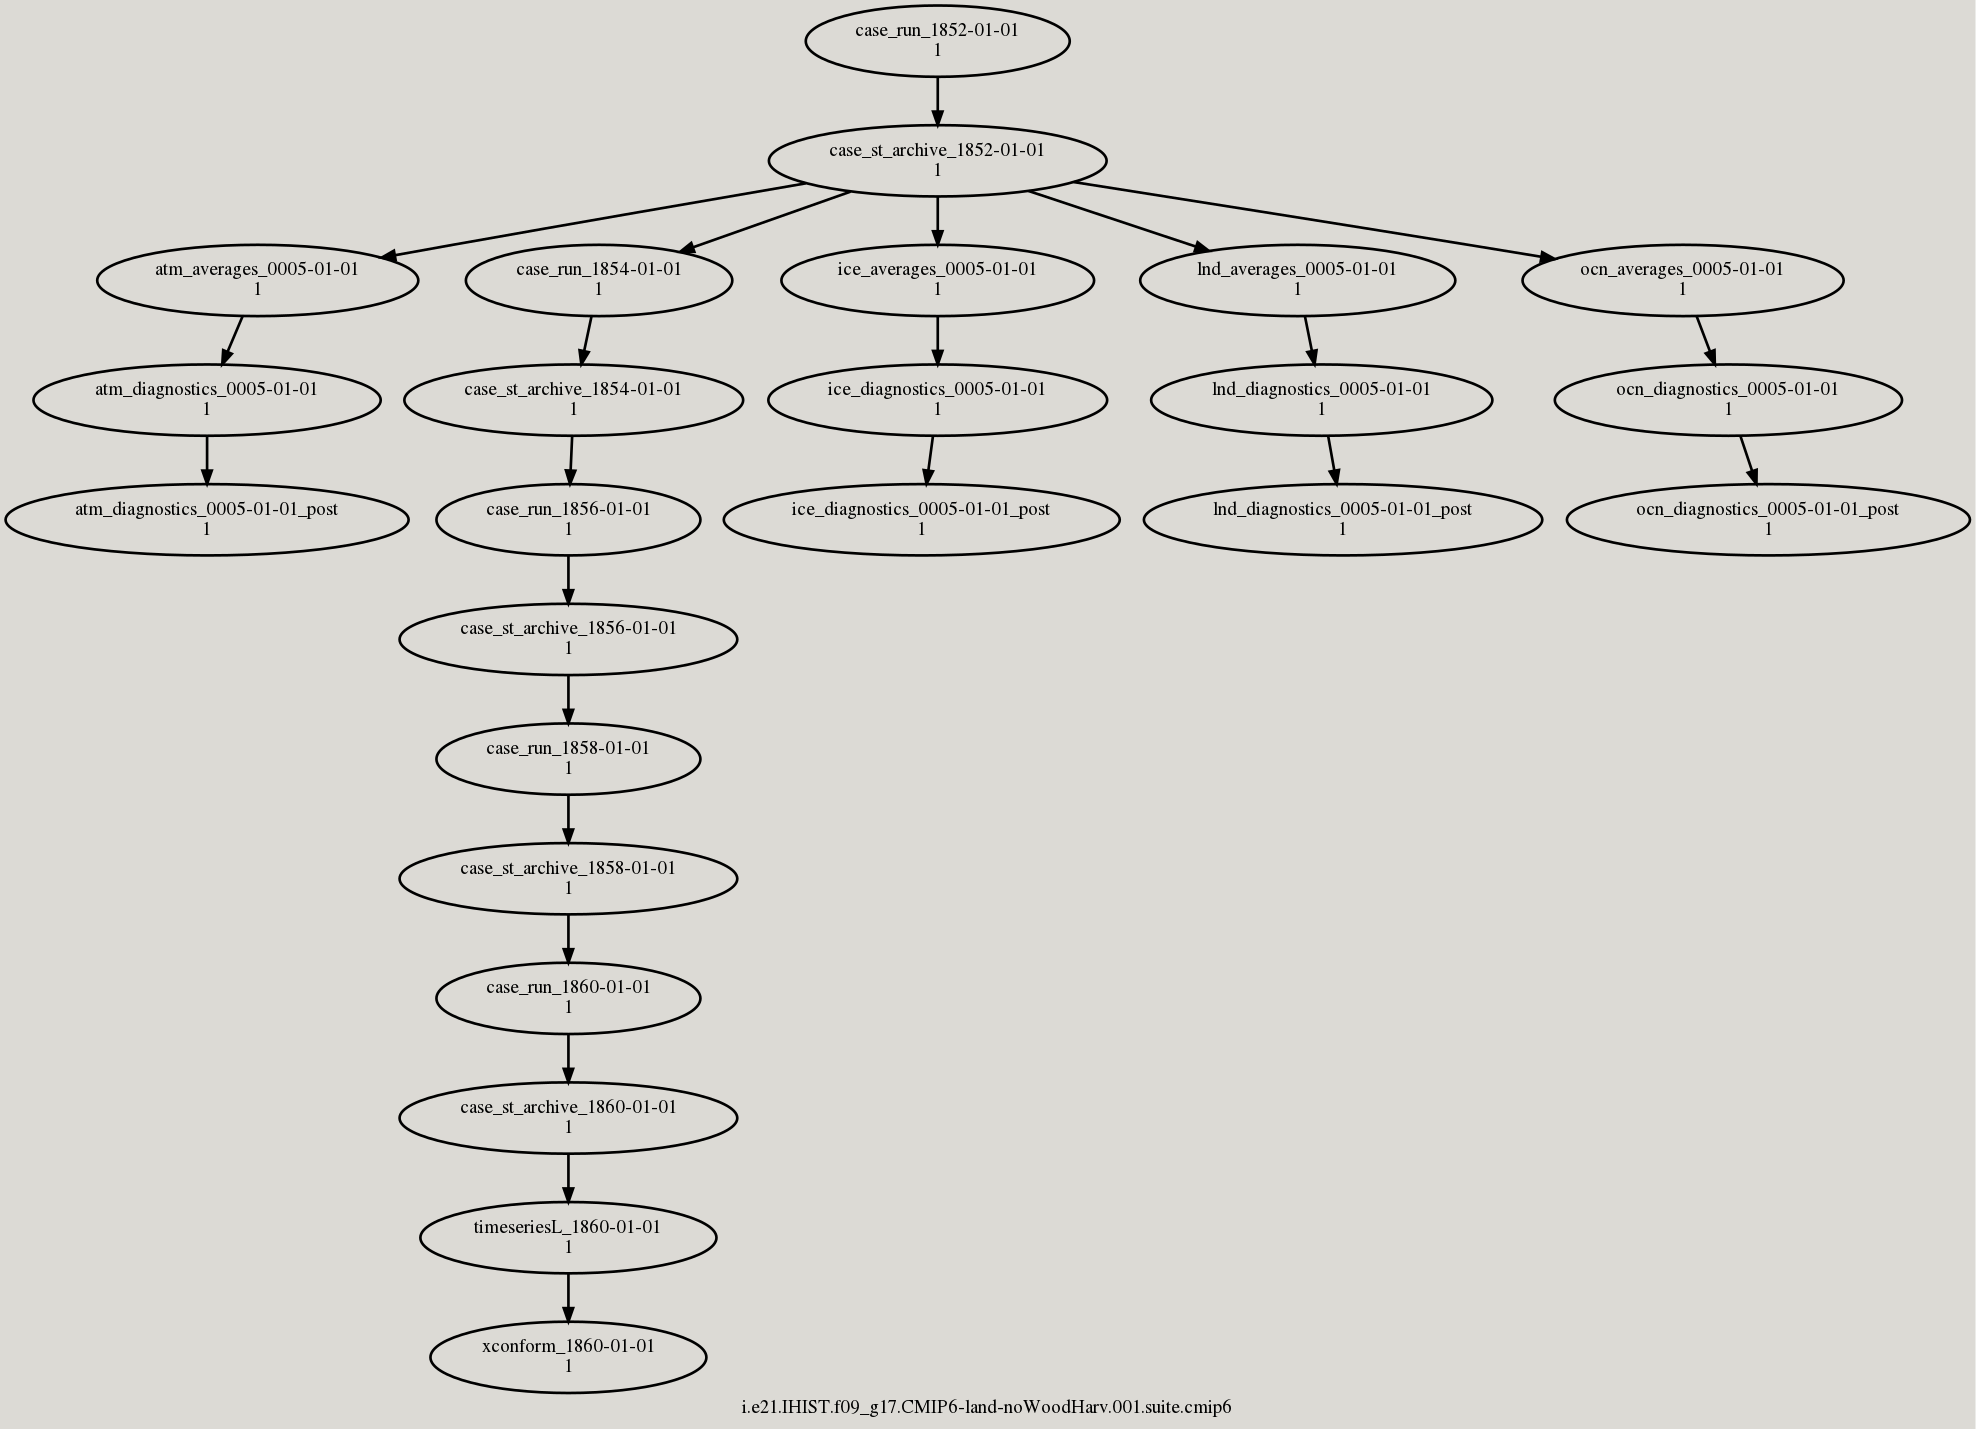 case_run_1852-01-01
1
case_st_archive_1852-01-01
1
atm_averages_0005-01-01
1
case_run_1854-01-01
1
ice_averages_0005-01-01
1
lnd_averages_0005-01-01
1
ocn_averages_0005-01-01
1
atm_diagnostics_0005-01-01
1
case_st_archive_1854-01-01
1
ice_diagnostics_0005-01-01
1
lnd_diagnostics_0005-01-01
1
ocn_diagnostics_0005-01-01
1
atm_diagnostics_0005-01-01_post
1
case_run_1856-01-01
1
ice_diagnostics_0005-01-01_post
1
lnd_diagnostics_0005-01-01_post
1
ocn_diagnostics_0005-01-01_post
1
case_st_archive_1856-01-01
1
case_run_1858-01-01
1
case_st_archive_1858-01-01
1
case_run_1860-01-01
1
case_st_archive_1860-01-01
1
timeseriesL_1860-01-01
1
xconform_1860-01-01
1
i.e21.IHIST.f09_g17.CMIP6-land-noWoodHarv.001.suite.cmip6